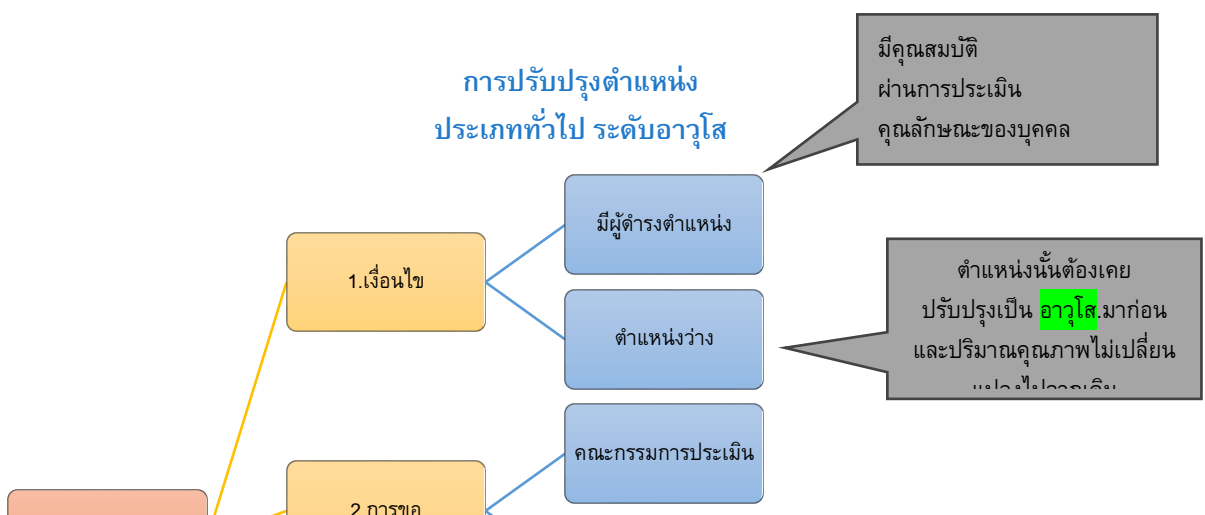 การปรับปรุงตำแหน่ง
ประเภททั่วไป ระดับอาวุโส
มีคุณสมบัติ
ผ่านการประเมิน
คุณลักษณะของบุคคล
มีผู้ดำรงตำแหน่ง
1.เงื่อนไข
ตำแหน่งว่าง
ตำแหน่งนั้นต้องเคย
ปรับปรุงเป็น อาวุโส.มาก่อน
และปริมาณคุณภาพไม่เปลี่ยน
คณะกรรมการประเมิน
2.การขอ